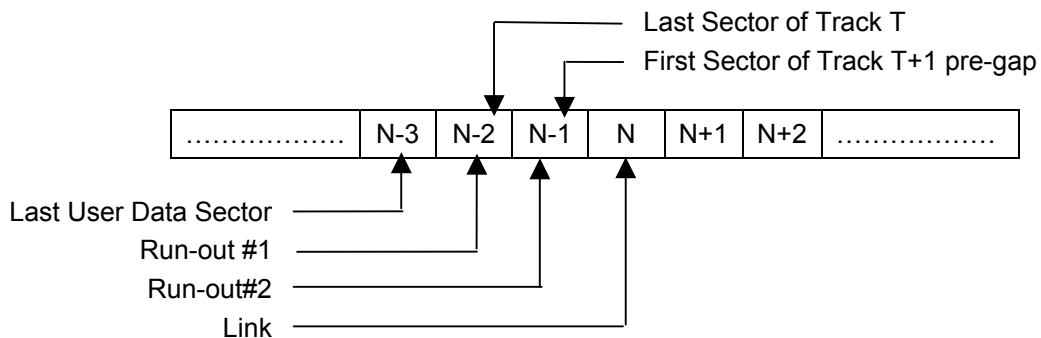 Last Sector of Track T
First Sector of Track T+1 pre-gap
……………… N-3 N-2 N-1 N N+1 N+2 ………………
Last User Data Sector
Run-out #1
Run-out#2
Link